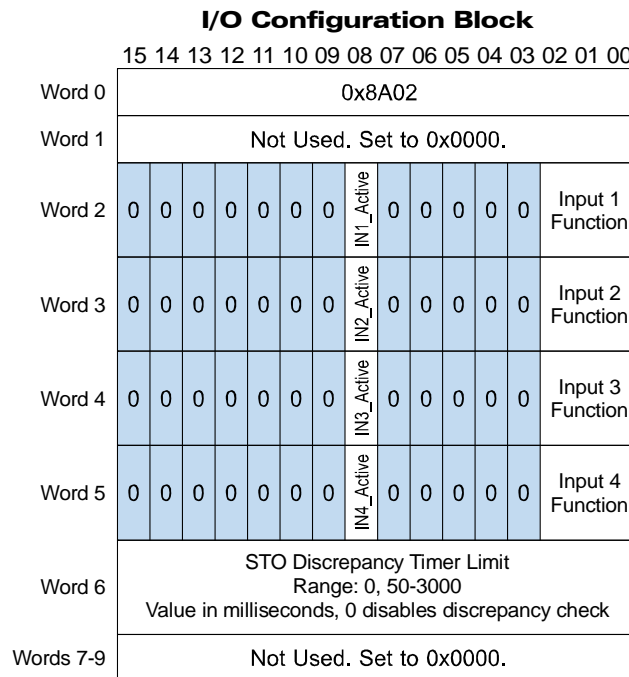 I/O Configuration Block
15 14 13 12 11 10 09 08 07 06 05 04 03 02 01 00
Word 0 0x8A02
Word 1 Not Used. Set to 0x0000.
Word 2 0 0 0 0 0 0 0 IN1_Active 0 0 0 0 0 Input 1
Function
Word 3 0 0 0 0 0 0 0 IN2_Active 0 0 0 0 0 Input 2
Function
Word 4 0 0 0 0 0 0 0 IN3_Active 0 0 0 0 0 Input 3
Function
Word 5 0 0 0 0 0 0 0 IN4_Active 0 0 0 0 0 Input 4
Function
Word 6 STO Discrepancy Timer Limit
Range: 0, 50-3000
Value in milliseconds, 0 disables discrepancy check
Words 7-9 Not Used. Set to 0x0000.